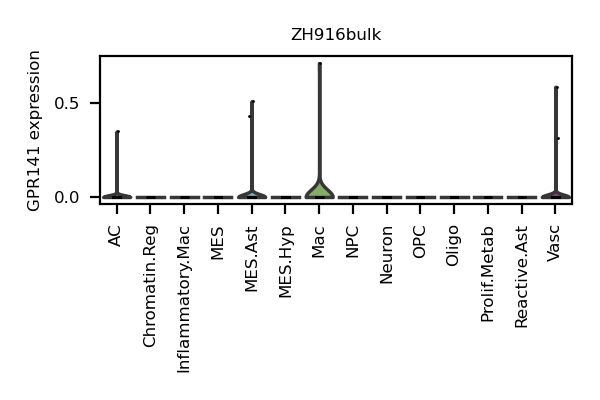 ZH916bulk
GPR141 expression
0.5
0.0
AC
Chromatin.Reg
Inflammatory.Mac
MES
MES.Ast
MES.Hyp
Mac
NPC
Neuron
OPC
Oligo
Prolif.Metab
Reactive.Ast
Vasc